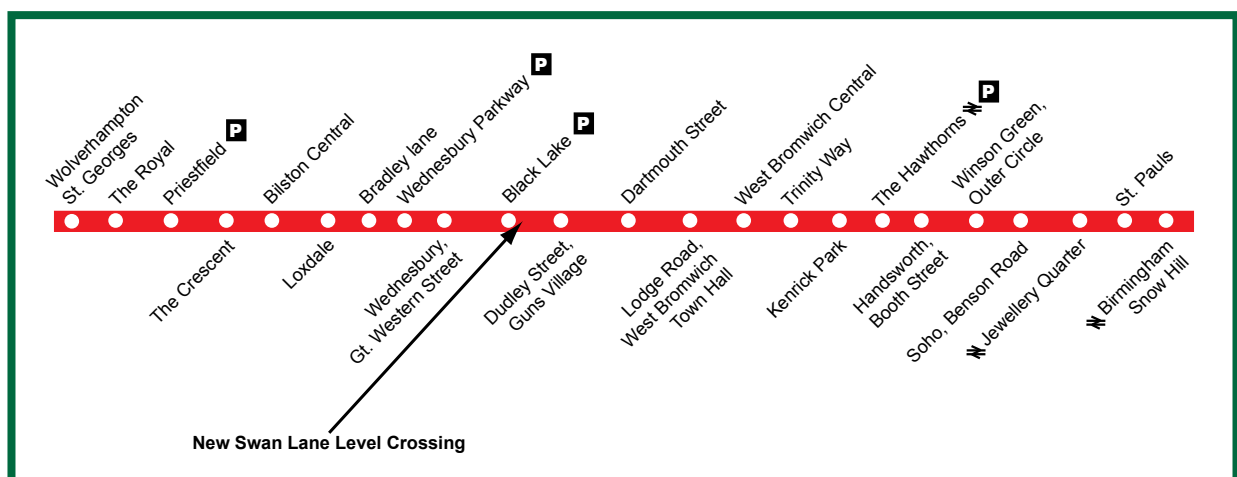 Wolverhampton
St. Georges
The Royal
Priestfield P
The Crescent
Bilston Central
Loxdale
Bradley lane
Wednesbury Parkway P
Wednesbury,
Gt. Western Street
Black Lake P
Dudley Street,
Guns Village
Dartmouth Street
Lodge Road,
West Bromwich
Town Hall
West Bromwich Central
Trinity Way
Kenrick Park
The Hawthorns P
Handsworth,
Booth Street
Winson Green,
Outer Circle
Soho, Benson Road
Jewellery Quarter
St. Pauls
Birmingham
Snow Hill
New Swan Lane Level Crossing